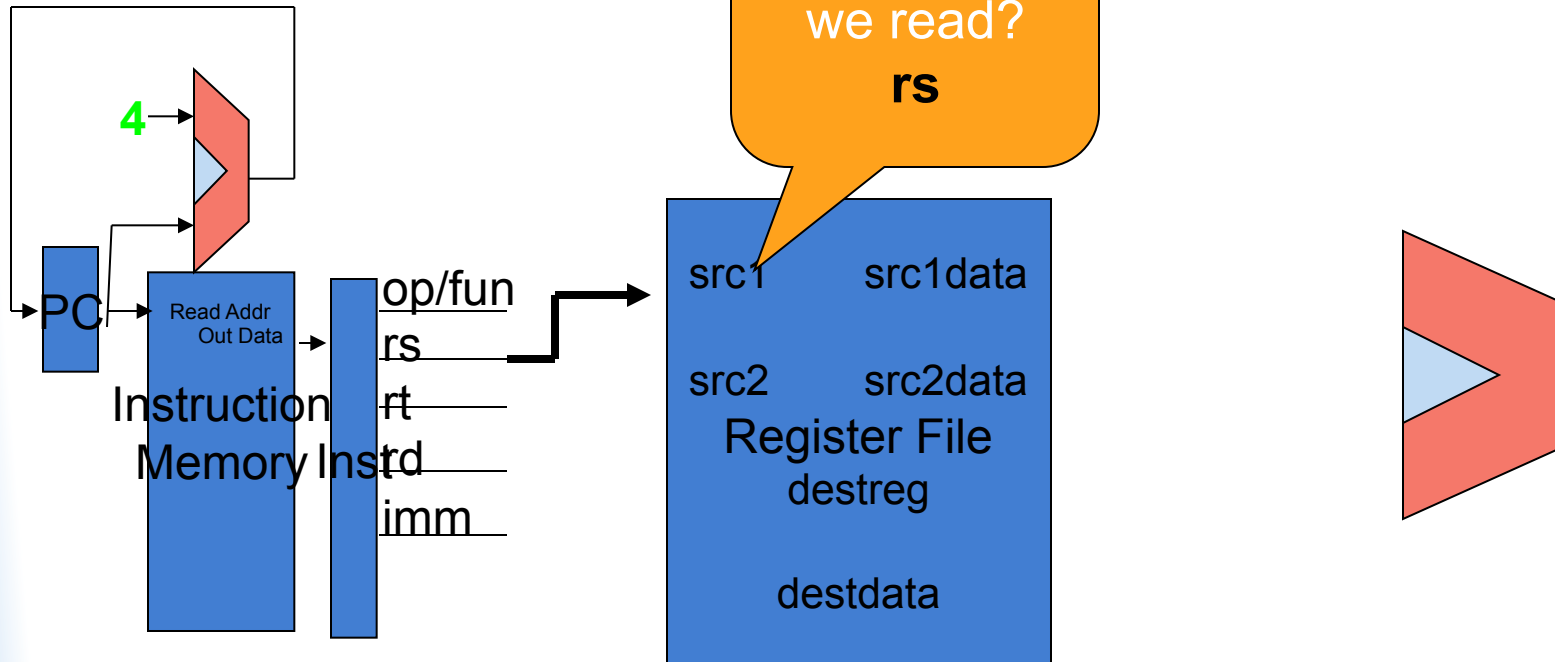 we read?
rs
4
PC
Read Addr
Out Data
Instruction
Memory
Inst
op/fun
rs
rt
rd
imm
src1
src1data
src2
src2data
Register File
destreg
destdata